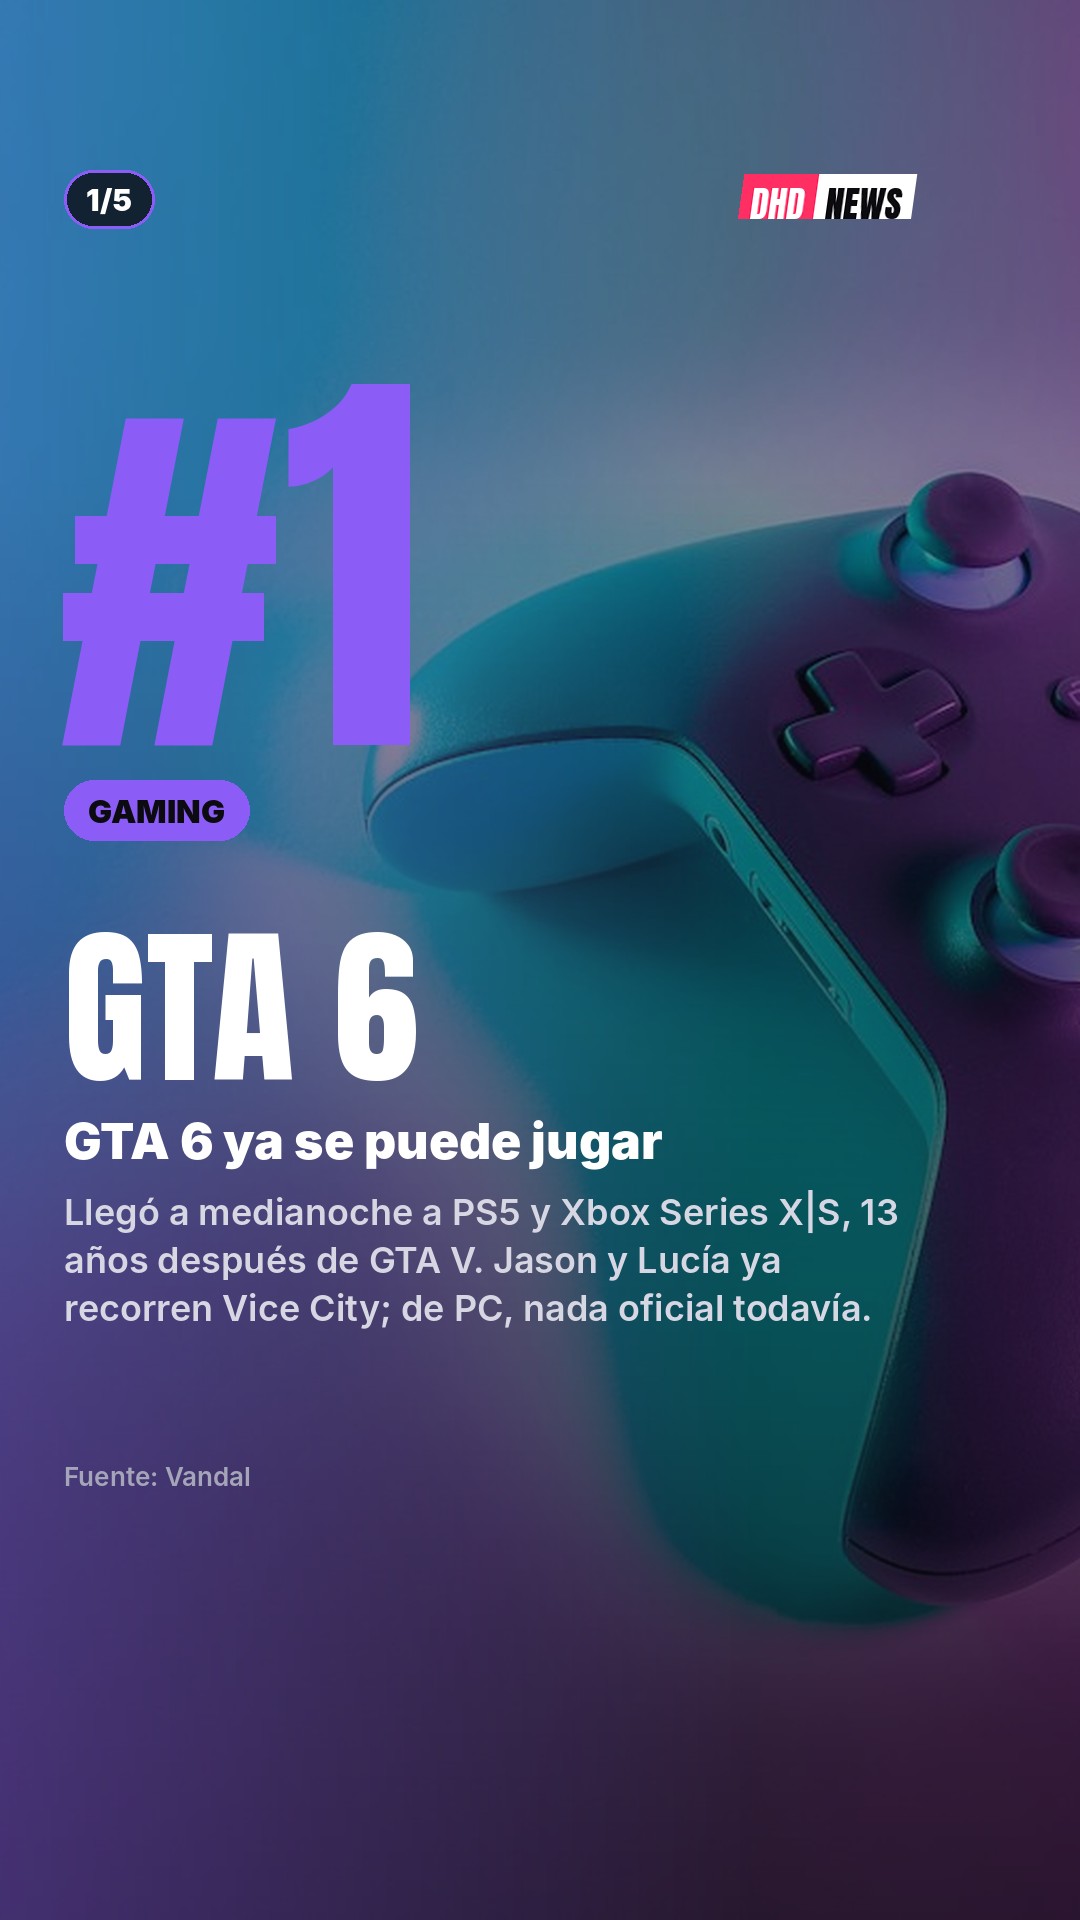 1/5
DHD NEWS
#1
GAMING
GTA 6
GTA 6 ya se puede jugar
Llegó a medianoche a PS5 y Xbox Series X|S, 13
años después de GTA V. Jason y Lucía ya
recorren Vice City; de PC, nada oficial todavía.
Fuente: Vandal